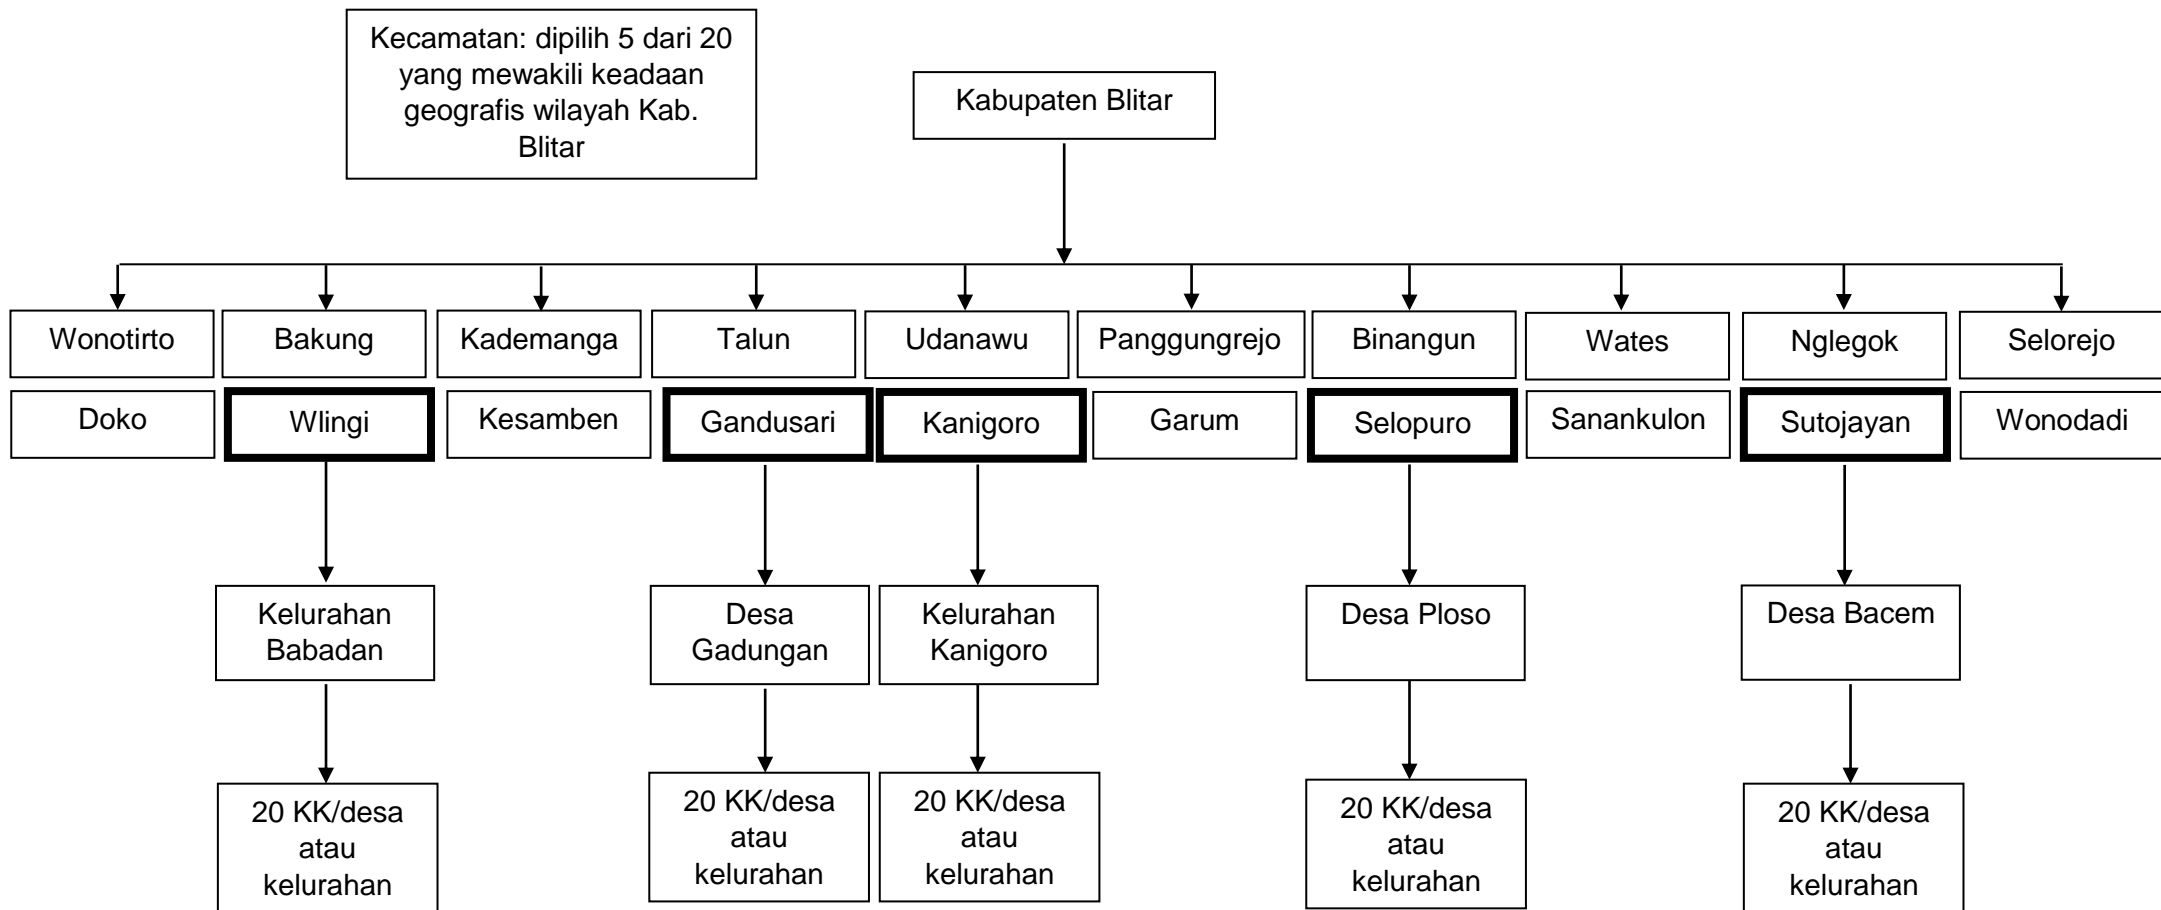 Kecamatan: dipilih 5 dari 20
yang mewakili keadaan
geografis wilayah Kab.
Blitar
Kabupaten Blitar
Wonotirto
Bakung
Kademanga
Talun
Udanawu
Panggungrejo
Binangun
Wates
Nglegok
Selorejo
Doko
Wlingi
Kesamben
Gandusari
Kanigoro
Garum
Selopuro
Sanankulon
Sutojayan
Wonodadi
Kelurahan
Babadan
Desa
Gadungan
Kelurahan
Kanigoro
Desa Ploso
Desa Bacem
20 KK/desa
atau
kelurahan
20 KK/desa
atau
kelurahan
20 KK/desa
atau
kelurahan
20 KK/desa
atau
kelurahan
20 KK/desa
atau
kelurahan